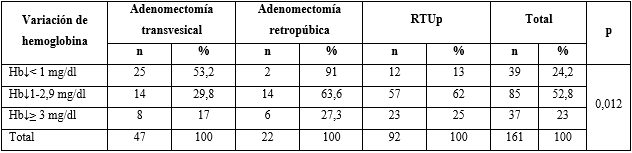 Variación de hemoglobina Adenomectomía transvesical Adenomectomía retropúbica RTUp Total p
n % n % n % n %
Hb↓< 1 mg/dl 25 53,2 2 91 12 13 39 24,2
Hb↓1-2,9 mg/dl 14 29,8 14 63,6 57 62 85 52,8 0,012
Hb↓≥ 3 mg/dl 8 17 6 27,3 23 25 37 23
Total 47 100 22 100 92 100 161 100